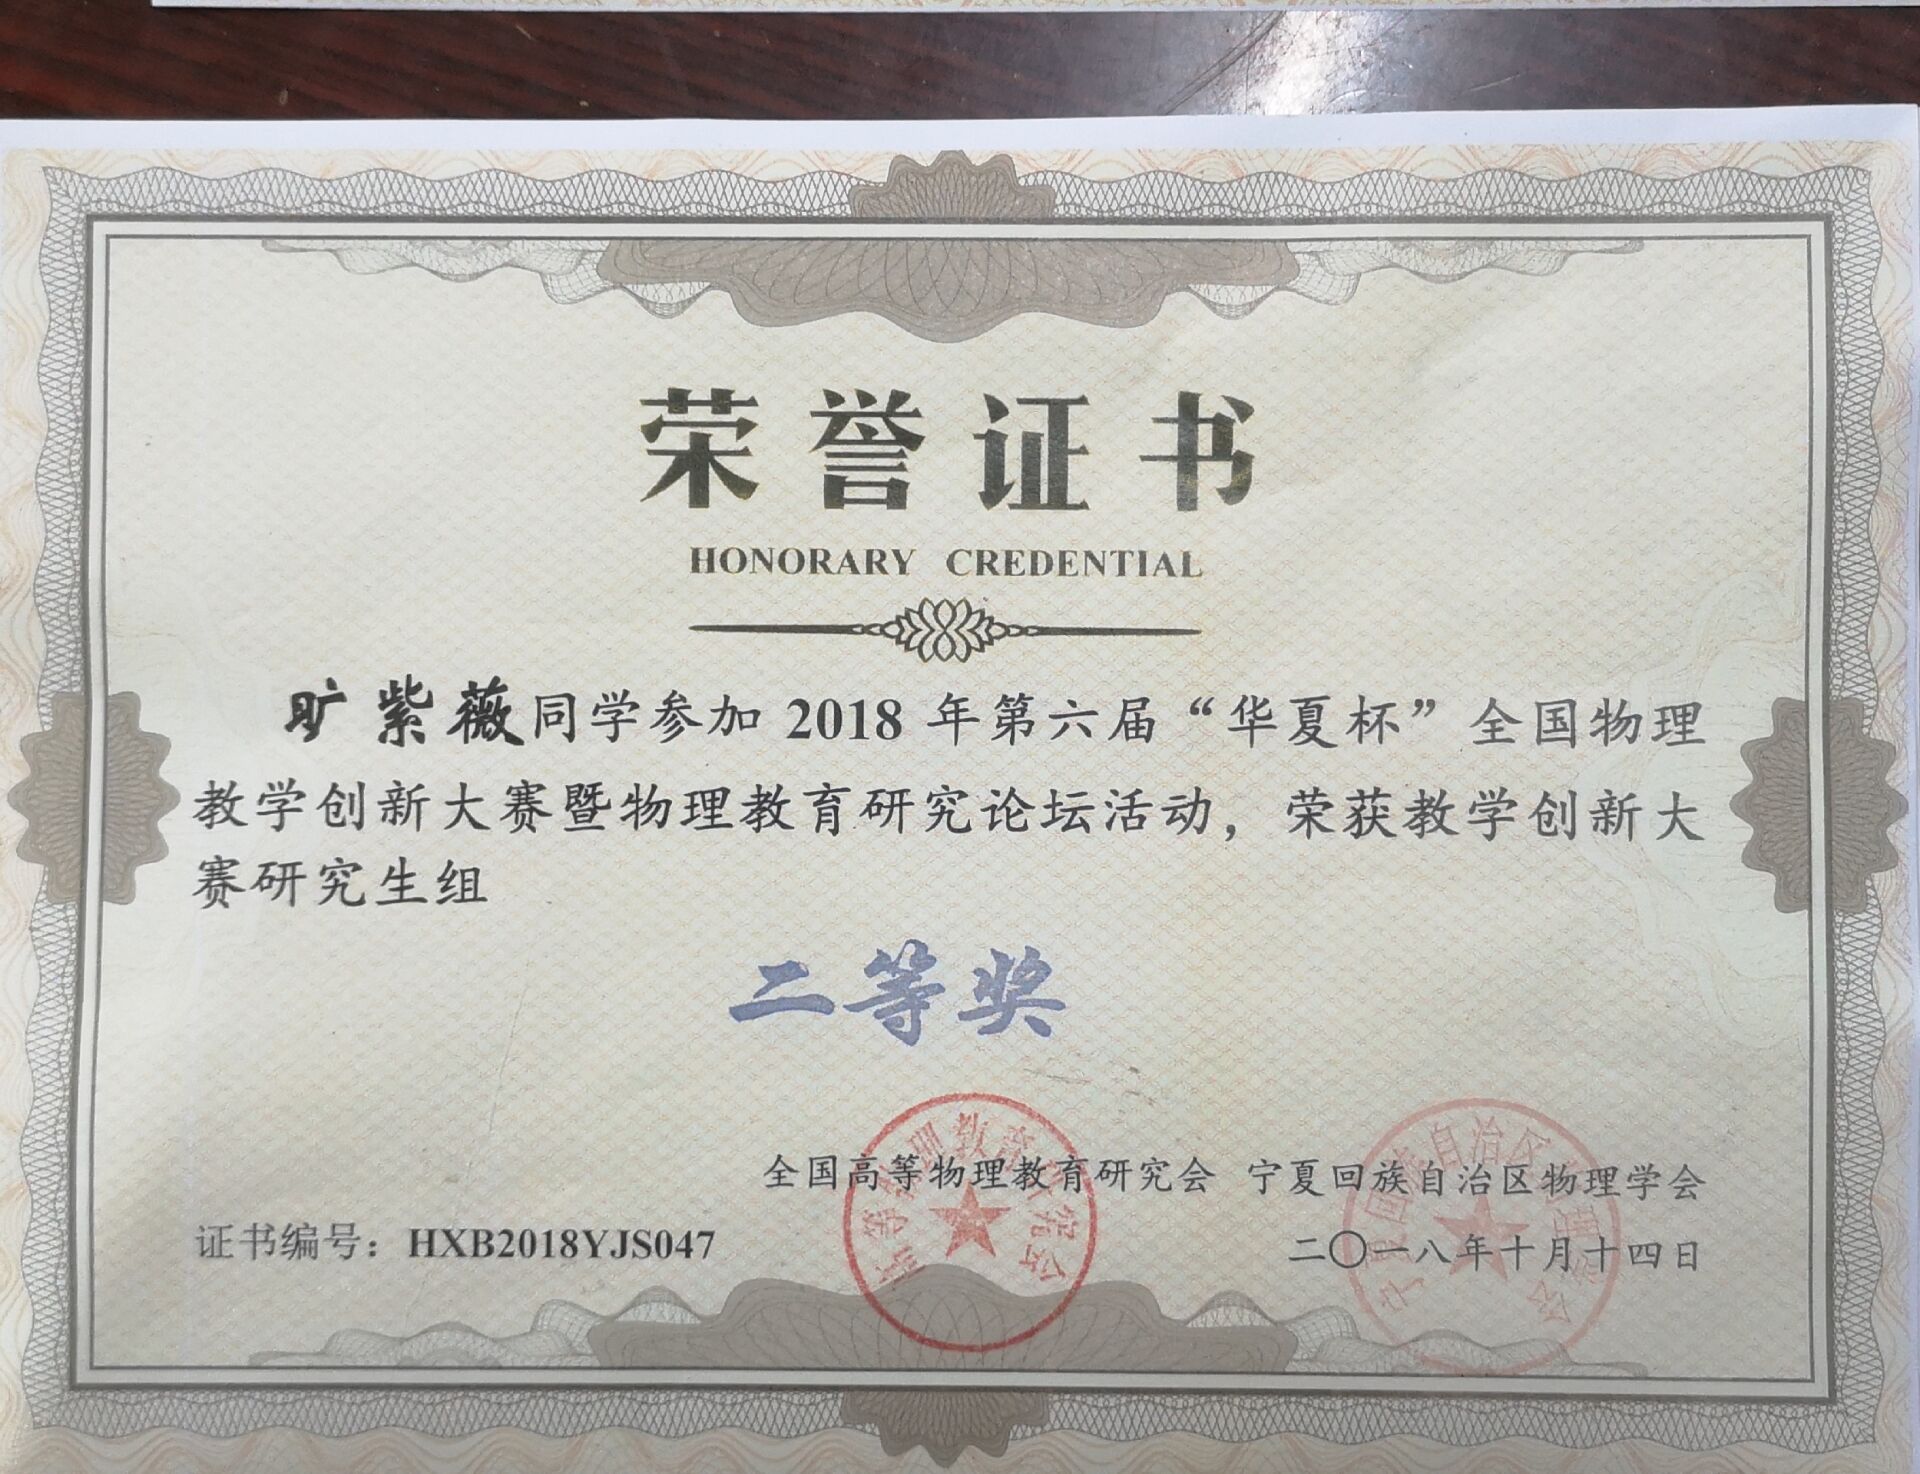 荣誉证书
HONORARY CREDENTIAL
旷紫薇同学参加 2018 年第六届“华夏杯”全国物理
教学创新大赛暨物理教育研究论坛活动，荣获教学创新大
赛研究生组
二等奖
全国高等物理教育研究会 宁夏回族自治区物理学会
证书编号：HXB2018YJS047
二〇一八年十月十四日